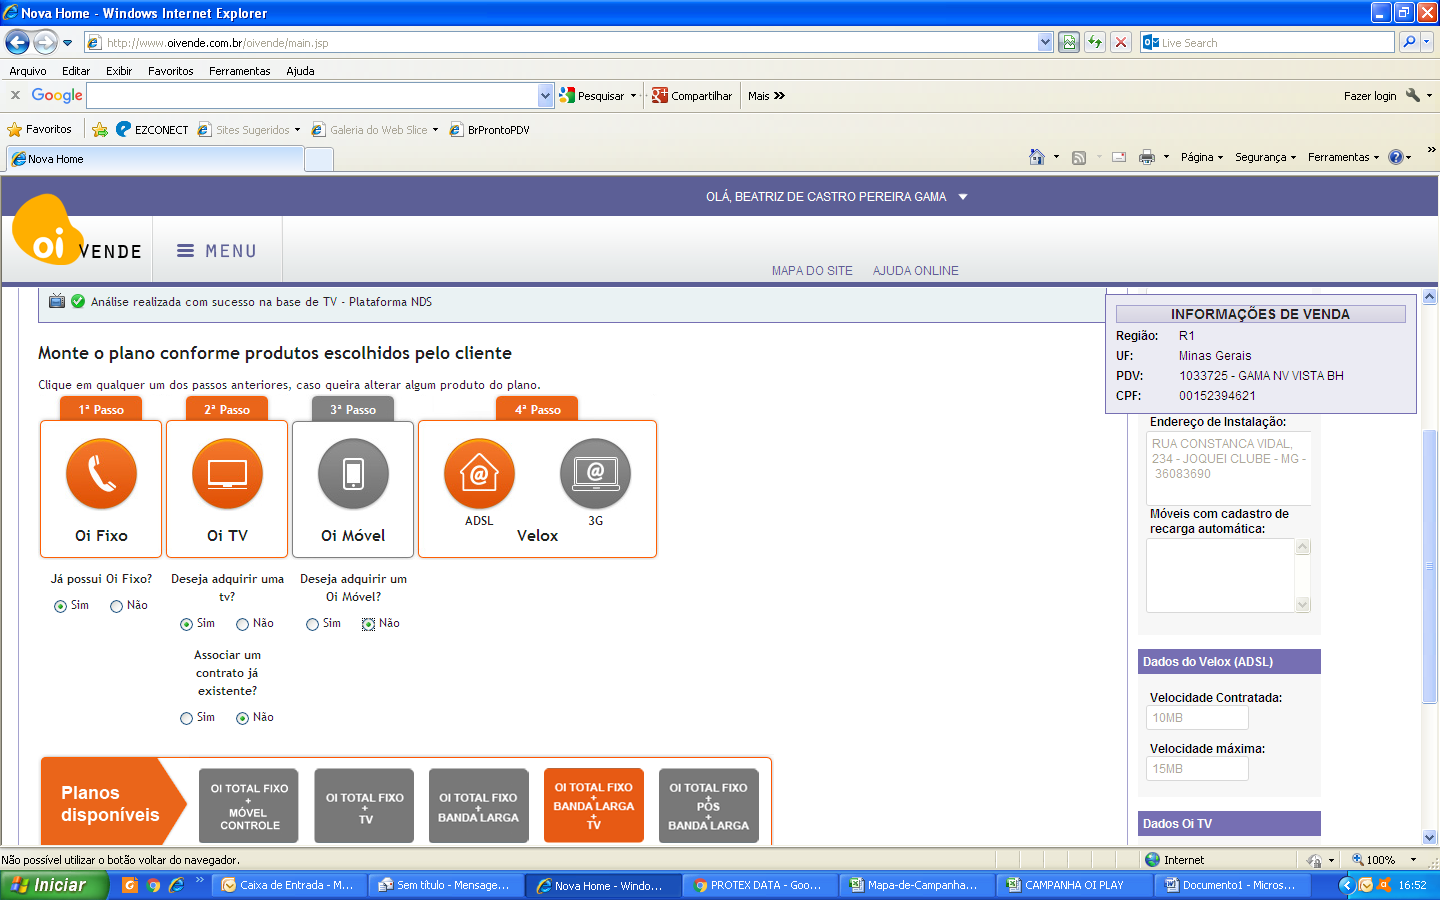 Nova Home - Windows Internet Explorer
http://www.oivende.com.br/oivende/main.jsp
Live Search
Arquivo Editar Exibir Favoritos Ferramentas Ajuda
x Google Pesquisar Compartilhar Mais »
Fazer login
Favoritos EZCONECT Sites Sugeridos Galeria do Web Slice BrProntoPDV
Nova Home
Página Segurança Ferramentas »
OLÁ, BEATRIZ DE CASTRO PEREIRA GAMA
oi VENDE
MENU
MAPA DO SITE AJUDA ONLINE
Análise realizada com sucesso na base de TV - Plataforma NDS
Monte o plano conforme produtos escolhidos pelo cliente
Clique em qualquer um dos passos anteriores, caso queira alterar algum produto do plano.
1º Passo
Oi Fixo
Já possui Oi Fixo?
Sim Não
2º Passo
Oi TV
Deseja adquirir uma
tv?
Sim Não
Associar um
contrato já
existente?
Sim Não
3º Passo
Oi Móvel
Deseja adquirir um
Oi Móvel?
Sim Não
4º Passo
@ @
ADSL 3G
Velox
Planos
disponíveis
OI TOTAL FIXO
+
MÓVEL
CONTROLE
OI TOTAL FIXO
+
TV
OI TOTAL FIXO
+
BANDA LARGA
OI TOTAL FIXO
+
BANDA LARGA
+
TV
OI TOTAL FIXO
+
PÓS
+
BANDA LARGA
INFORMAÇÕES DE VENDA
Região: R1
UF: Minas Gerais
PDV: 1033725 - GAMA NV VISTA BH
CPF: 00152394621
Endereço de Instalação:
RUA CONSTANCA VIDAL,
234 - JOQUEI CLUBE - MG -
36083690
Móveis com cadastro de
recarga automática:
Dados do Velox (ADSL)
Velocidade Contratada:
10MB
Velocidade máxima:
15MB
Dados Oi TV
Não possível utilizar o botão voltar do navegador.
Internet
100%
Iniciar
»
Caixa de Entrada - M...
Sem título - Mensage...
Nova Home - Windo...
PROTEX DATA - Goo...
Mapa-de-Campanha...
CAMPANHA OI PLAY
Documento1 - Micros...
16:52